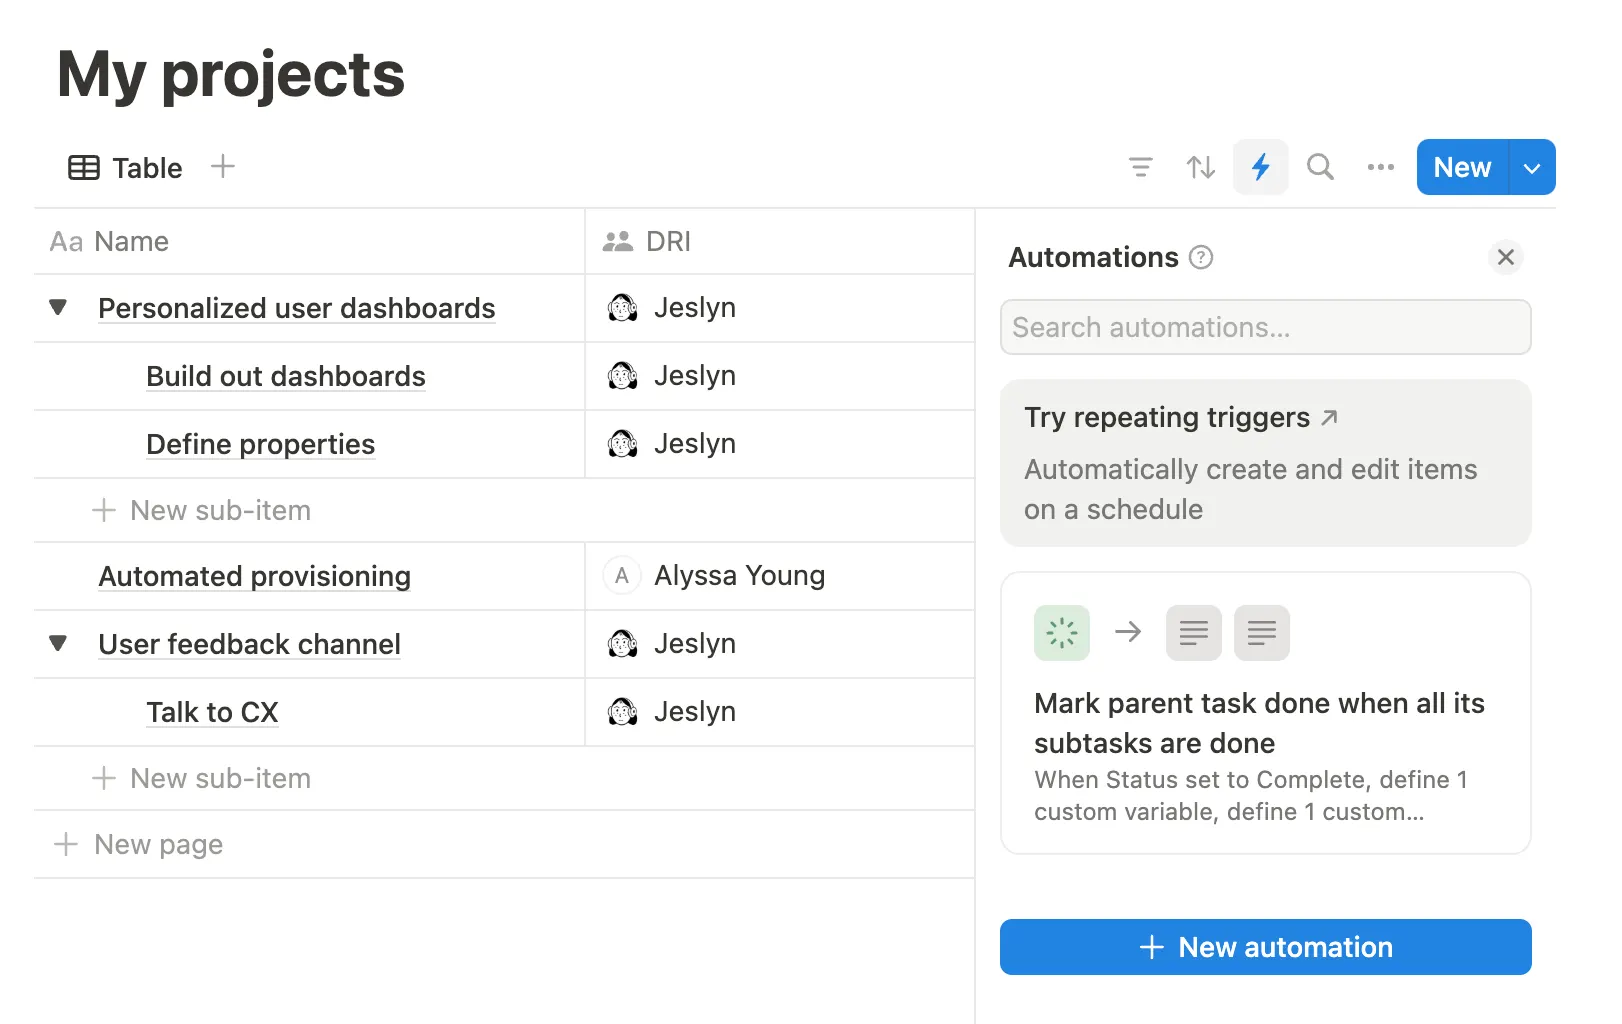 My projects
Table
New
Aa Name
DRI
Personalized user dashboards
Jeslyn
Build out dashboards
Jeslyn
Define properties
Jeslyn
New sub-item
Automated provisioning
A Alyssa Young
User feedback channel
Jeslyn
Talk to CX
Jeslyn
New sub-item
New page
Automations ?
Search automations...
Try repeating triggers ↗
Automatically create and edit items
on a schedule
Mark parent task done when all its
subtasks are done
When Status set to Complete, define 1
custom variable, define 1 custom...
New automation